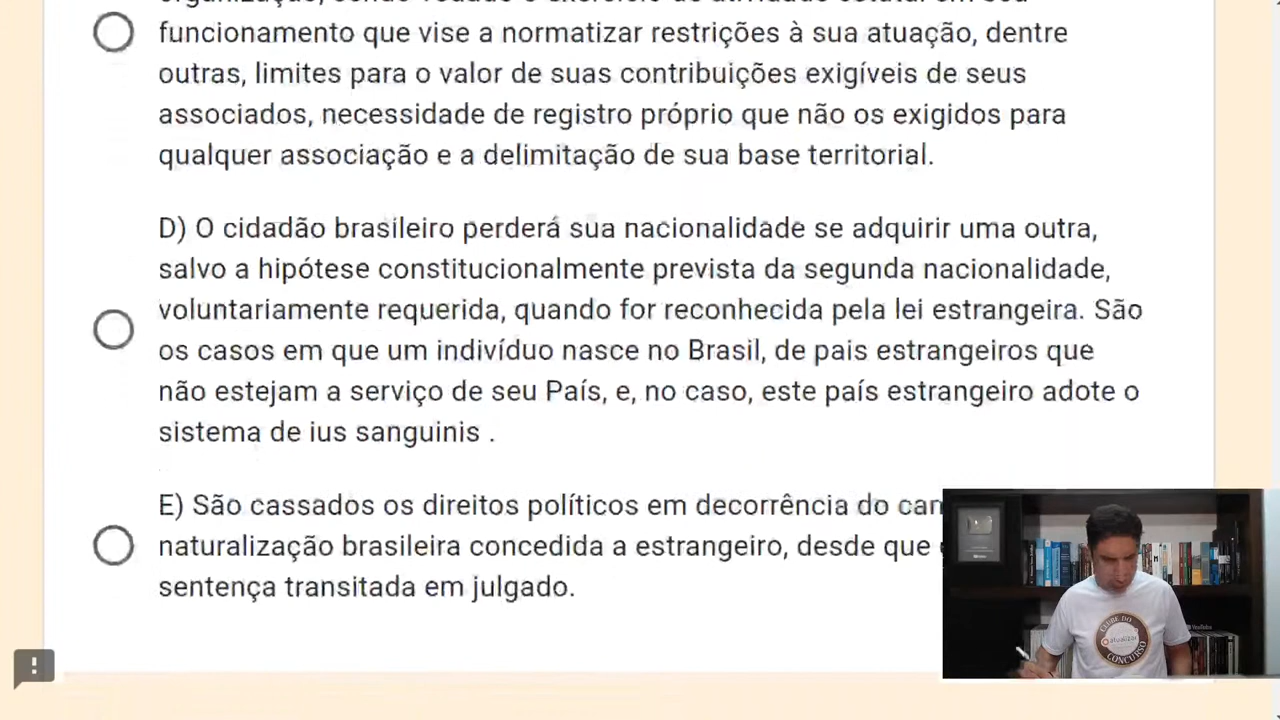 funcionamento que vise a normatizar restrições à sua atuação, dentre
outras, limites para o valor de suas contribuições exigíveis de seus
associados, necessidade de registro próprio que não os exigidos para
qualquer associação e a delimitação de sua base territorial.
D) O cidadão brasileiro perderá sua nacionalidade se adquirir uma outra,
salvo a hipótese constitucionalmente prevista da segunda nacionalidade,
voluntariamente requerida, quando for reconhecida pela lei estrangeira. São
os casos em que um indivíduo nasce no Brasil, de pais estrangeiros que
não estejam a serviço de seu País, e, no caso, este país estrangeiro adote o
sistema de ius sanguinis .
E) São cassados os direitos políticos em decorrência do
naturalização brasileira concedida a estrangeiro, desde que
sentença transitada em julgado.
CLUBE DO
atualizar
CONCURSO